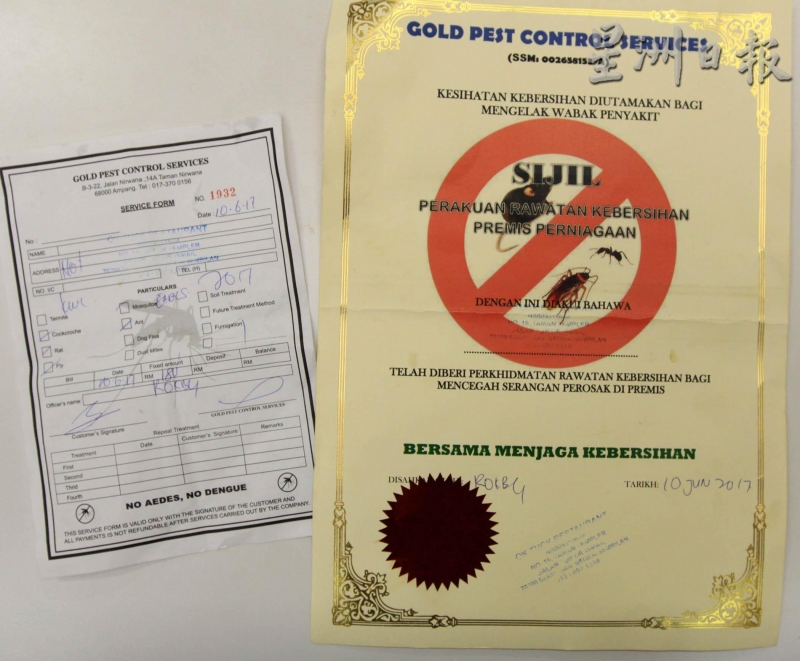 GOLD PEST CONTROL SERVICES
B-3-22, Jalan Nirwana ,14A Taman Nirwana
68000 Ampang. Tel : 017-370 0156
SERVICE FORM
NO. 1932
Date : 10-6-17
No :
NAME
ADDRESS
TEL (H)
NO. I/C
PARTICULARS
2017
Termite
Mosquitoes
Soil Treatment
Cockroache
Ant
Future Treatment Method
Rat
Dog Flea
Fumigation
Fly
Dust Mites
Bill
Date
Fixed amount
Deposit
Balance
RM
RM
RM
Officer's name
Customer's Signature
GOLD PEST CONTROL SERVICES
Repeat Treatment
Treatment
Date
Customer's Signature
Remarks
First
Second
Third
Fourth
NO AEDES, NO DENGUE
THIS SERVICE FORM IS VALID ONLY WITH THE SIGNATURE OF THE CUSTOMER AND
ALL PAYMENTS IS NOT REFUNDABLE AFTER SERVICES CARRIED OUT BY THE COMPANY.
星洲日报
GOLD PEST CONTROL SERVICES
KESIHATAN KEBERSIHAN DIUTAMAKAN BAGI
MENGELAK WABAK PENYAKIT
SIJIL
PERAKUAN RAWATAN KEBERSIHAN
PREMIS PERNIAGAAN
DENGAN INI DIAKUI BAHAWA
TELAH DIBERI PERKHIDMATAN RAWATAN KEBERSIHAN BAGI
MENCEGAH SERANGAN PEROSAK DI PREMIS
BERSAMA MENJAGA KEBERSIHAN
TARIKH: 10 JUN 2017